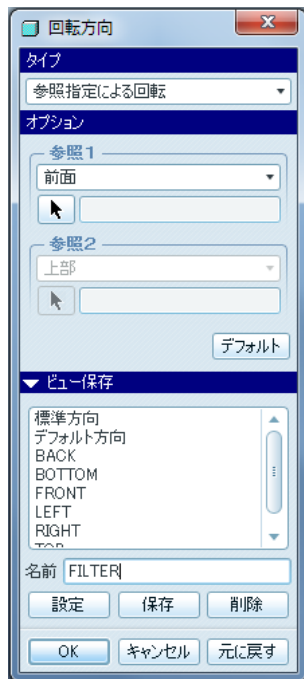 回転方向
タイプ
参照指定による回転
オプション
参照1
前面
参照2
上部
デフォルト
ビュー保存
標準方向
デフォルト方向
BACK
BOTTOM
FRONT
LEFT
RIGHT
TOP
名前 FILTER
設定 保存 削除
OK キャンセル 元に戻す